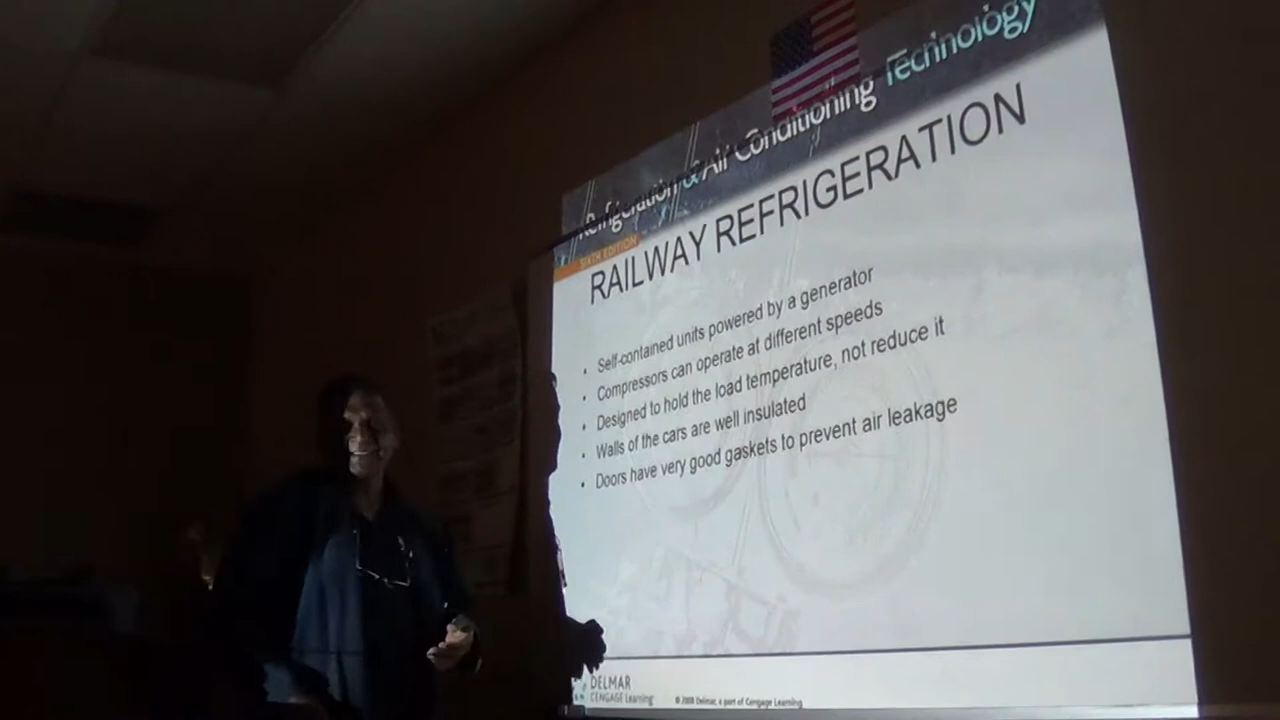 Refrigeration & Air Conditioning Technology
SIXTH EDITION
RAILWAY REFRIGERATION
• Self-contained units powered by a generator
• Compressors can operate at different speeds
• Designed to hold the load temperature, not reduce it
• Walls of the cars are well insulated
• Doors have very good gaskets to prevent air leakage
DELMAR
CENGAGE Learning
© 2009 Delmar, a part of Cengage Learning